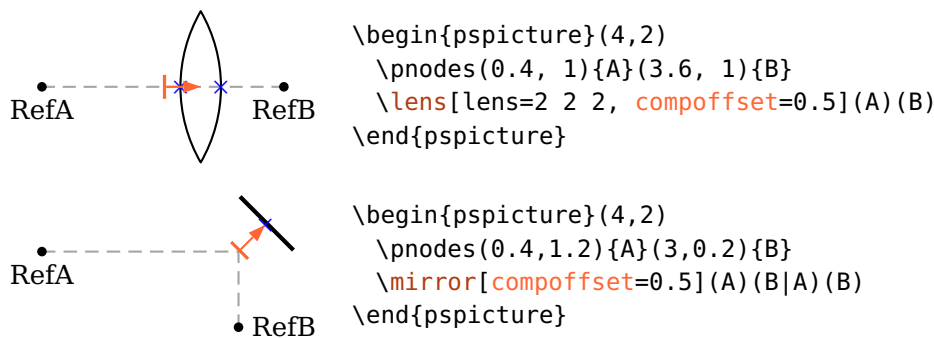 RefA
RefB
\begin{pspicture}(4,2)
\pnodes(0.4, 1){A}(3.6, 1){B}
\lens[lens=2 2 2, compoffset=0.5](A)(B)
\end{pspicture}
RefA
RefB
\begin{pspicture}(4,2)
\pnodes(0.4,1.2){A}(3,0.2){B}
\mirror[compoffset=0.5](A)(B|A)(B)
\end{pspicture}